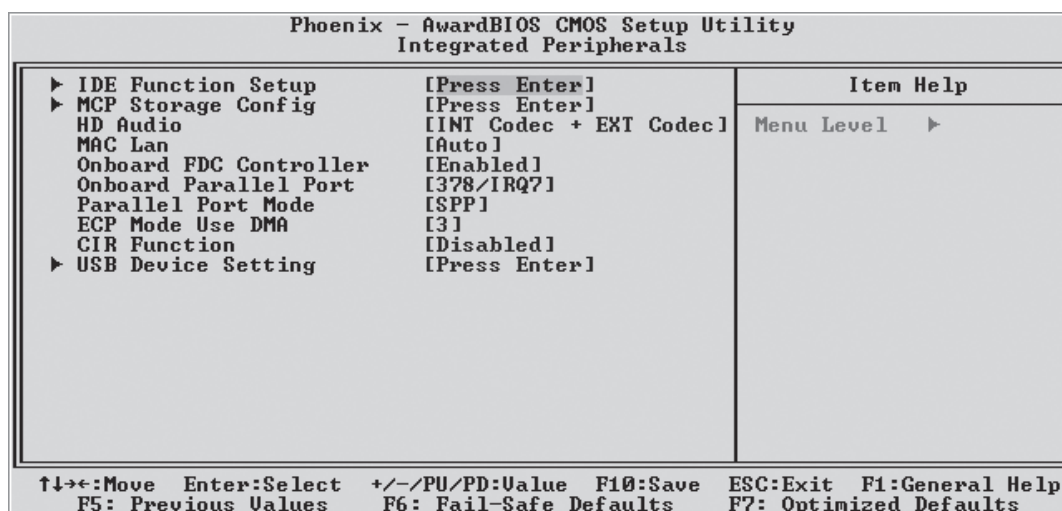 Phoenix - AwardBIOS CMOS Setup Utility
Integrated Peripherals
▶ IDE Function Setup [Press Enter] Item Help
▶ MCP Storage Config [Press Enter]
HD Audio [INT Codec + EXT Codec] Menu Level ▶
MAC Lan [Auto]
Onboard FDC Controller [Enabled]
Onboard Parallel Port [378/IRQ7]
Parallel Port Mode [SPP]
ECP Mode Use DMA [3]
CIR Function [Disabled]
▶ USB Device Setting [Press Enter]
↑↓→←:Move Enter:Select +/-/PU/PD:Value F10:Save ESC:Exit F1:General Help
F5: Previous Values F6: Fail-Safe Defaults F7: Optimized Defaults